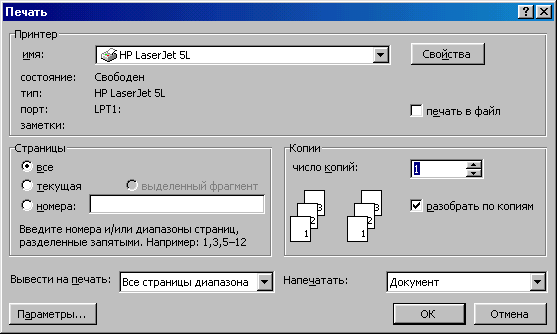 Печать
Принтер
имя:
HP LaserJet 5L
Свойства
состояние:
Свободен
тип:
HP LaserJet 5L
порт:
LPT1:
печать в файл
заметки:
Страницы
все
текущая
выделенный фрагмент
номера:
Введите номера и/или диапазоны страниц,
разделенные запятыми. Например: 1,3,5–12
Копии
число копий:
1
1 2 3
1 2 3
разобрать по копиям
Вывести на печать:
Все страницы диапазона
Напечатать:
Документ
Параметры...
OK
Отмена